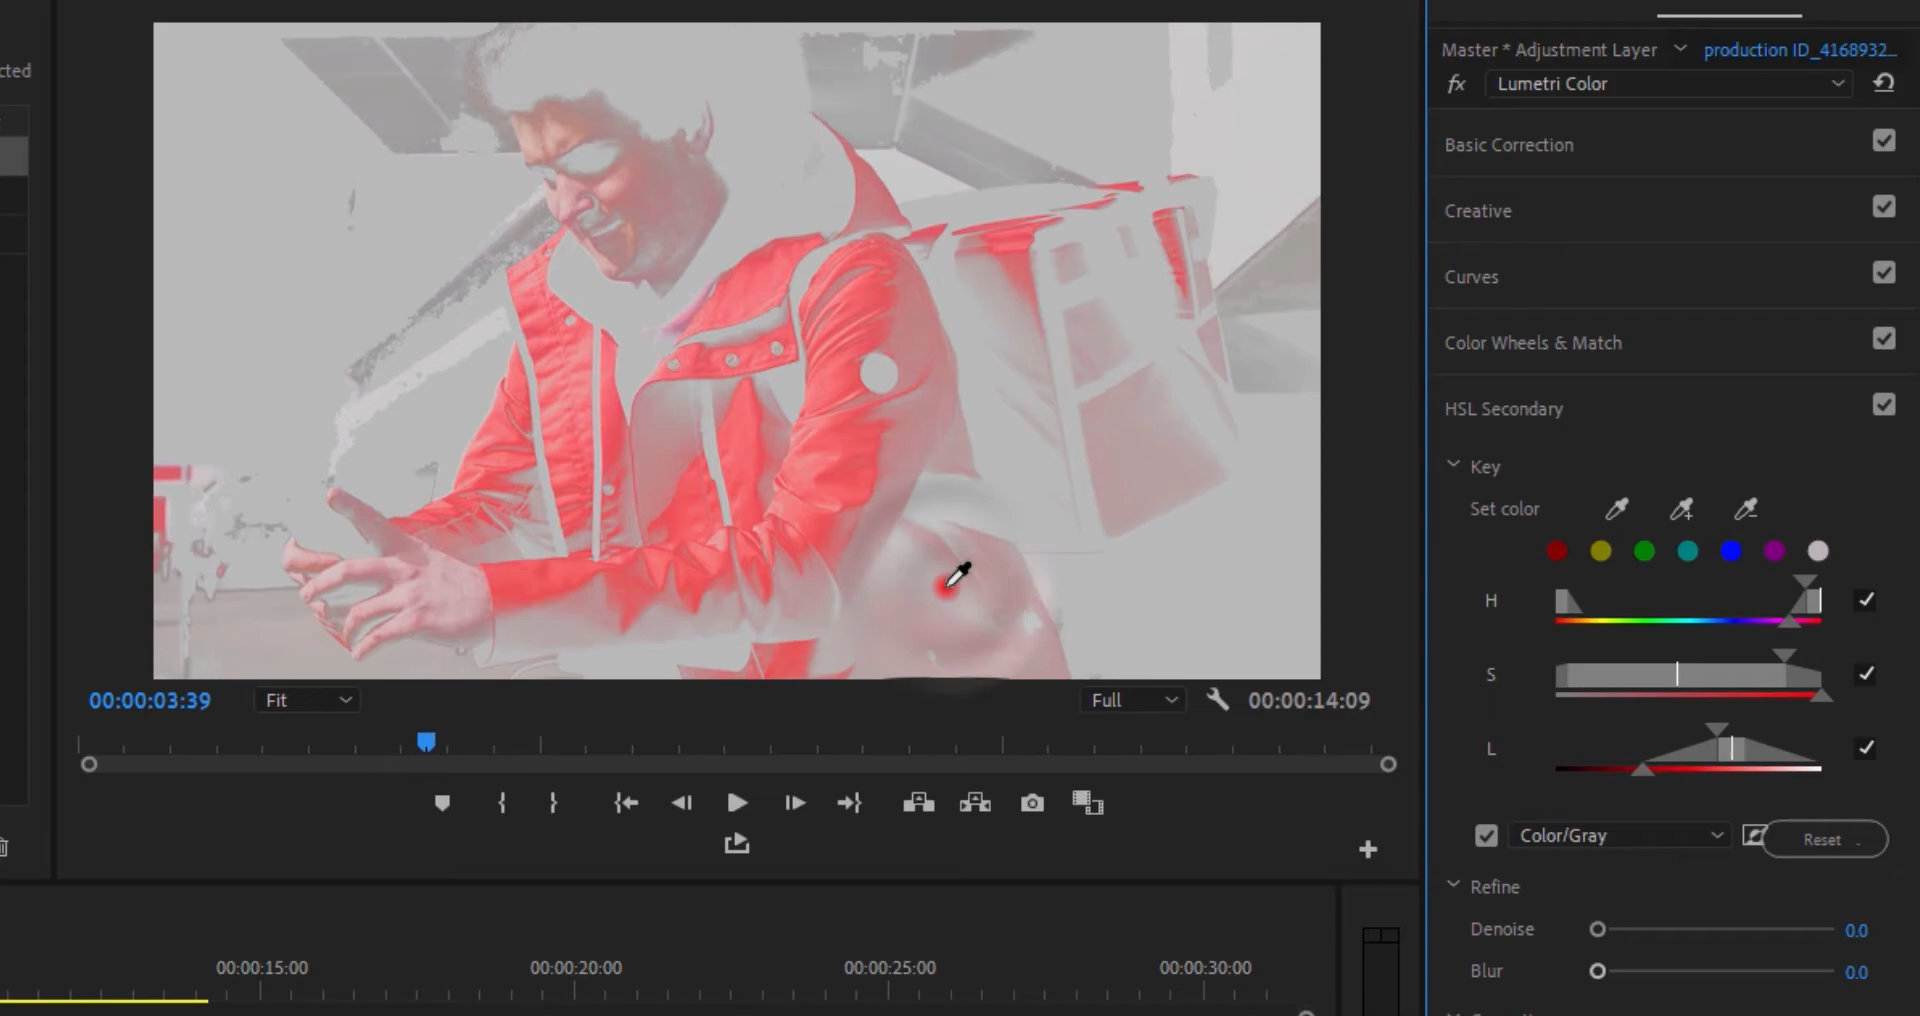 cted
Master * Adjustment Layer
production ID_4168932...
fx
Lumetri Color
Basic Correction
Creative
Curves
Color Wheels & Match
HSL Secondary
Key
Set color
H
S
L
Color/Gray
Reset
Refine
Denoise
0.0
Blur
0.0
00:00:03:39
Fit
Full
00:00:14:09
00:00:15:00
00:00:20:00
00:00:25:00
00:00:30:00